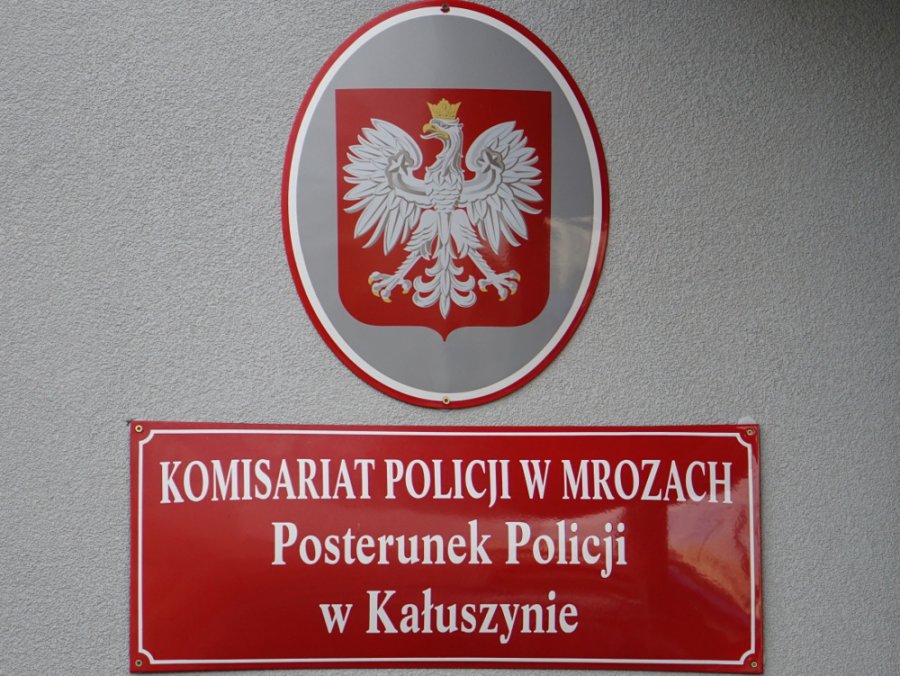 KOMISARIAT POLICJI W MROZACH
Posterunek Policji
w Kałuszynie